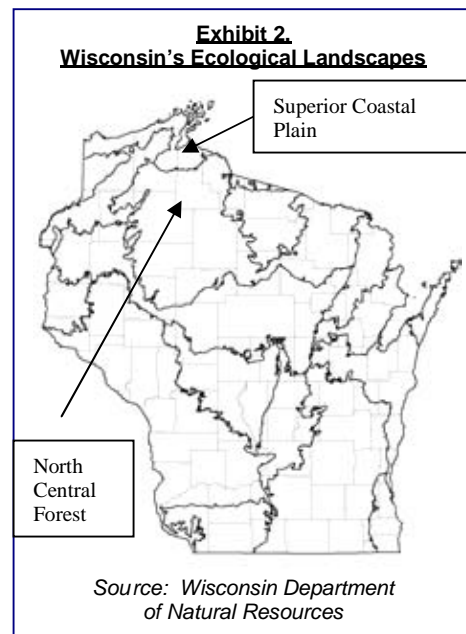 Exhibit 2.
Wisconsin's Ecological Landscapes
Superior Coastal
Plain
North
Central
Forest
Source: Wisconsin Department
of Natural Resources